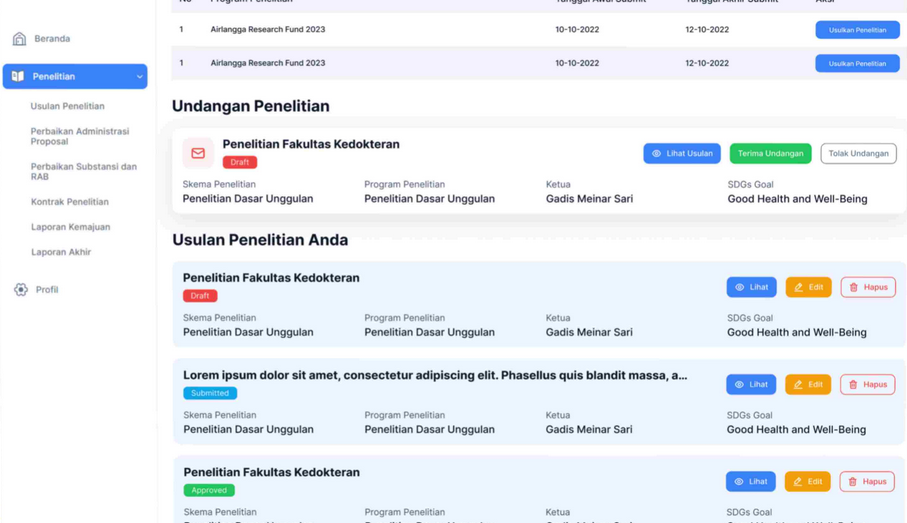 No Program Penelitian Tanggal Awal Submit Tanggal Akhir Submit Aksi
1 Airlangga Research Fund 2023 10-10-2022 12-10-2022 Usulkan Penelitian
1 Airlangga Research Fund 2023 10-10-2022 12-10-2022 Usulkan Penelitian
Beranda
Penelitian
Usulan Penelitian
Perbaikan Administrasi
Proposal
Perbaikan Substansi dan
RAB
Kontrak Penelitian
Laporan Kemajuan
Laporan Akhir
Profil
Undangan Penelitian
Penelitian Fakultas Kedokteran
Draft
Lihat Usulan Terima Undangan Tolak Undangan
Skema Penelitian Program Penelitian Ketua SDGs Goal
Penelitian Dasar Unggulan Penelitian Dasar Unggulan Gadis Meinar Sari Good Health and Well-Being
Usulan Penelitian Anda
Penelitian Fakultas Kedokteran
Draft
Lihat Edit Hapus
Skema Penelitian Program Penelitian Ketua SDGs Goal
Penelitian Dasar Unggulan Penelitian Dasar Unggulan Gadis Meinar Sari Good Health and Well-Being
Lorem ipsum dolor sit amet, consectetur adipiscing elit. Phasellus quis blandit massa, a...
Submitted
Lihat Edit Hapus
Skema Penelitian Program Penelitian Ketua SDGs Goal
Penelitian Dasar Unggulan Penelitian Dasar Unggulan Gadis Meinar Sari Good Health and Well-Being
Penelitian Fakultas Kedokteran
Approved
Lihat Edit Hapus
Skema Penelitian Program Penelitian Ketua SDGs Goal